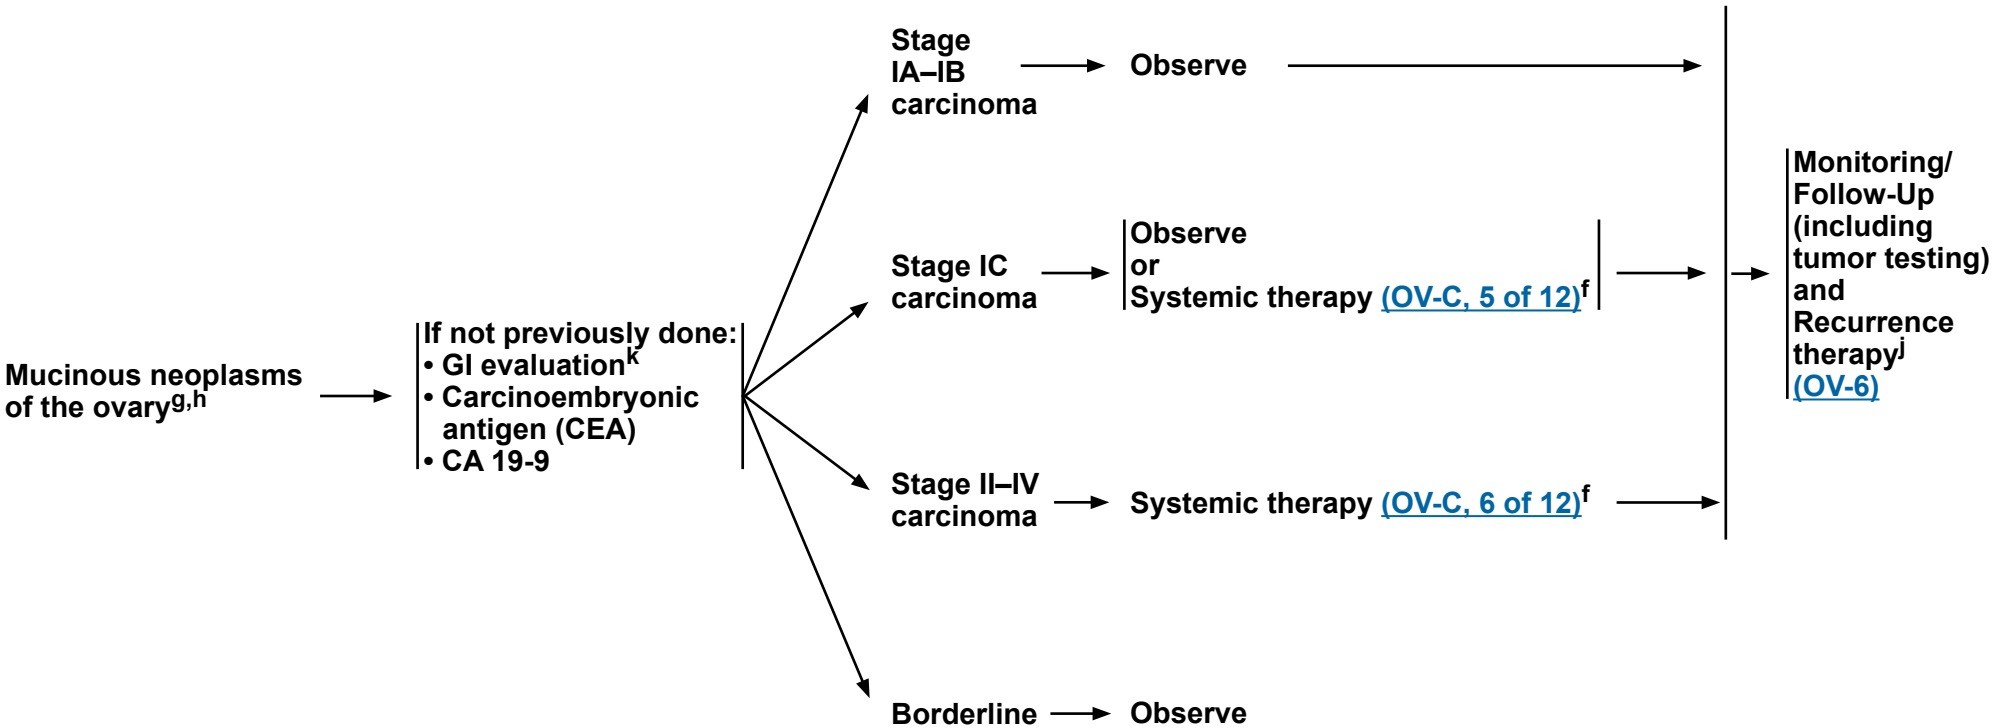 Mucinous neoplasms
of the ovaryg,h
If not previously done:
• GI evaluationk
• Carcinoembryonic
antigen (CEA)
• CA 19-9
Stage
IA–IB
carcinoma
Observe
Stage IC
carcinoma
Observe
or
Systemic therapy (OV-C, 5 of 12)f
Stage II–IV
carcinoma
Systemic therapy (OV-C, 6 of 12)f
Borderline
Observe
Monitoring/
Follow-Up
(including
tumor testing)
and
Recurrence
therapyj
(OV-6)